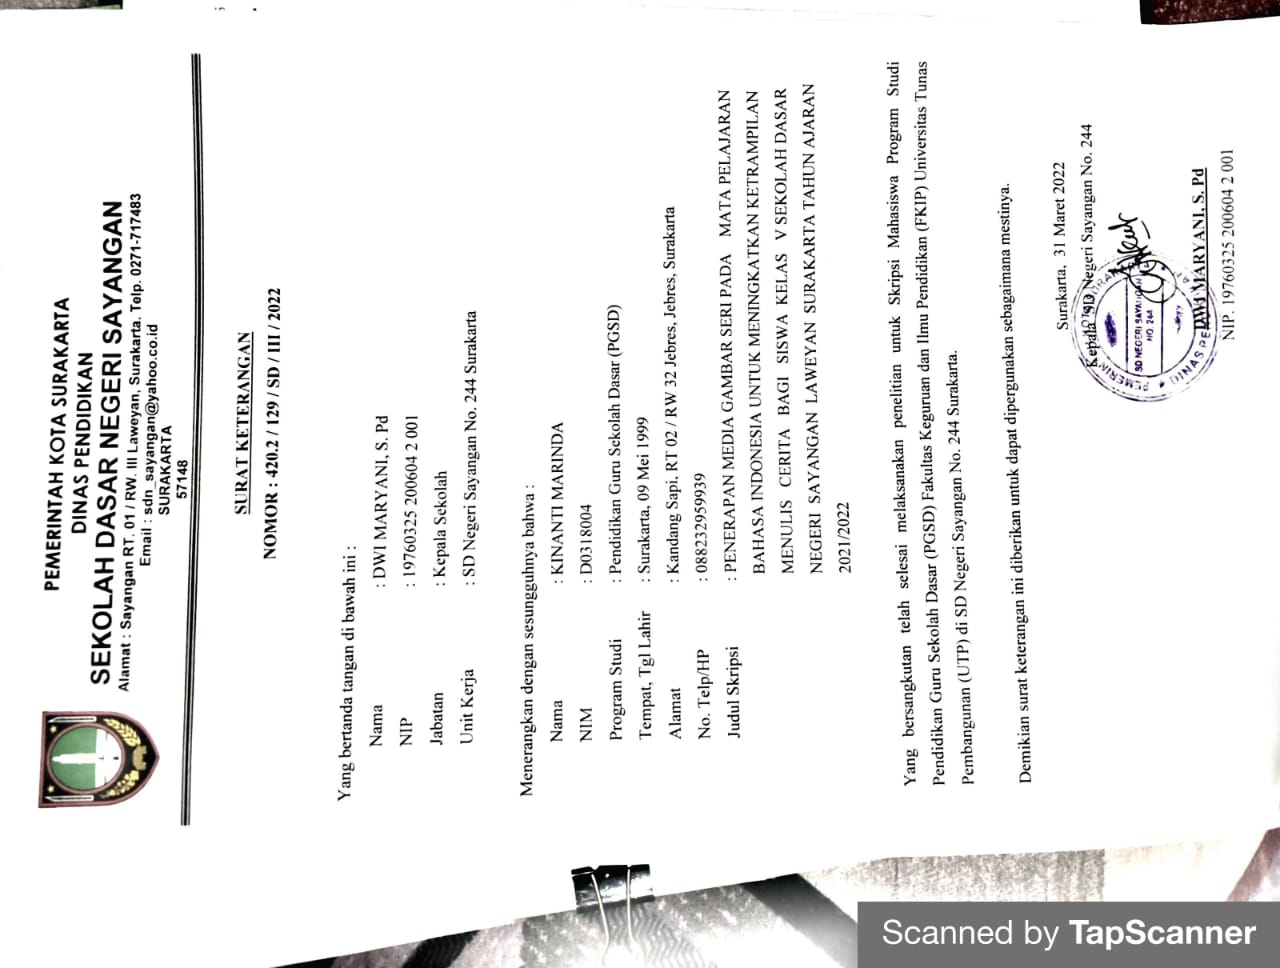 PEMERINTAH KOTA SURAKARTA
DINAS PENDIDIKAN
SEKOLAH DASAR NEGERI SAYANGAN
Alamat : Sayangan RT. 01 / RW. III Laweyan, Surakarta. Telp. 0271-717483
Email : sdn_sayangan@yahoo.co.id
SURAKARTA
57148
SURAT KETERANGAN
NOMOR : 420.2 / 129 / SD / III / 2022
Yang bertanda tangan di bawah ini :
Nama : DWI MARYANI, S. Pd
NIP : 19760325 200604 2 001
Jabatan : Kepala Sekolah
Unit Kerja : SD Negeri Sayangan No. 244 Surakarta
Menerangkan dengan sesungguhnya bahwa :
Nama : KINANTI MARINDA
NIM : D0318004
Program Studi : Pendidikan Guru Sekolah Dasar (PGSD)
Tempat, Tgl Lahir : Surakarta, 09 Mei 1999
Alamat : Kandang Sapi, RT 02 / RW 32 Jebres, Jebres, Surakarta
No. Telp/HP : 088232959939
Judul Skripsi : PENERAPAN MEDIA GAMBAR SERI PADA MATA PELAJARAN
BAHASA INDONESIA UNTUK MENINGKATKAN KETRAMPILAN
MENULIS CERITA BAGI SISWA KELAS V SEKOLAH DASAR
NEGERI SAYANGAN LAWEYAN SURAKARTA TAHUN AJARAN
2021/2022
Yang bersangkutan telah selesai melaksanakan penelitian untuk Skripsi Mahasiswa Program Studi
Pendidikan Guru Sekolah Dasar (PGSD) Fakultas Keguruan dan Ilmu Pendidikan (FKIP) Universitas Tunas
Pembangunan (UTP) di SD Negeri Sayangan No. 244 Surakarta.
Demikian surat keterangan ini diberikan untuk dapat dipergunakan sebagaimana mestinya.
Surakarta, 31 Maret 2022
Kepala SD Negeri Sayangan No. 244
SD NEGERI SAYANGAN
NO. 244
DWI MARYANI, S. Pd
NIP. 19760325 200604 2 001
Scanned by TapScanner